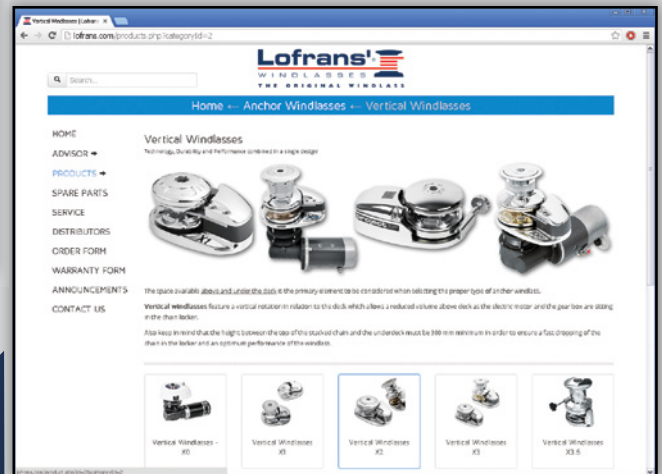 Vertical Windlasses | Lofrans
lofrans.com/products.php?categoryId=2
Lofrans'
WINDLASSES
THE ORIGINAL WINDLASS
Search...
Home ← Anchor Windlasses ← Vertical Windlasses
HOME
ADVISOR
PRODUCTS
SPARE PARTS
SERVICE
DISTRIBUTORS
ORDER FORM
WARRANTY FORM
ANNOUNCEMENTS
CONTACT US
Vertical Windlasses
Technology, Durability and Performance combined in a single design
The space available above and under the deck is the primary element to be considered when selecting the proper type of anchor windlass.
Vertical windlasses feature a vertical rotation in relation to the deck which allows a reduced volume above deck as the electric motor and the gearbox are sitting
in the chain locker.
Also keep in mind that the height between the top of the stacked chain and the underdeck must be 300 mm minimum in order to ensure a fast dropping of the
chain in the locker and an optimum performance of the windlass.
Vertical Windlasses -
X0
Vertical Windlasses
X1
Vertical Windlasses
X2
Vertical Windlasses
X3
Vertical Windlasses
X3.5